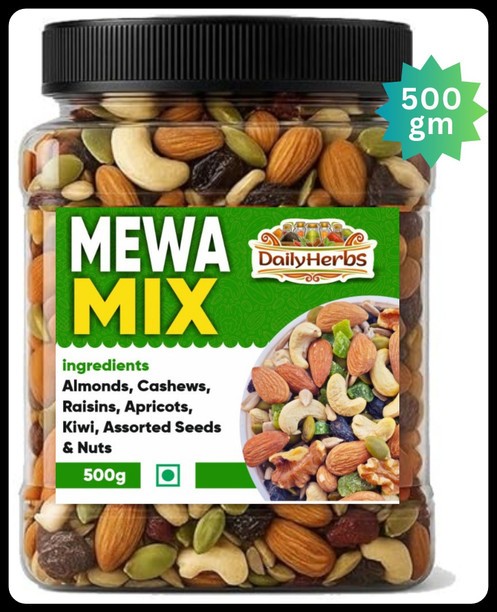 500
gm
MEWA
MIX
DailyHerbs
ingredients
Almonds, Cashews,
Raisins, Apricots,
Kiwi, Assorted Seeds
& Nuts
500g